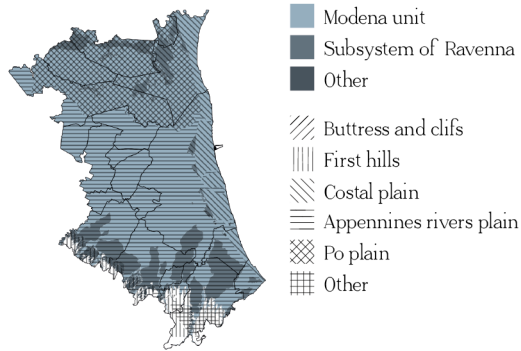 Modena unit
Subsystem of Ravenna
Other
Buttress and clifs
First hills
Costal plain
Appennines rivers plain
Po plain
Other